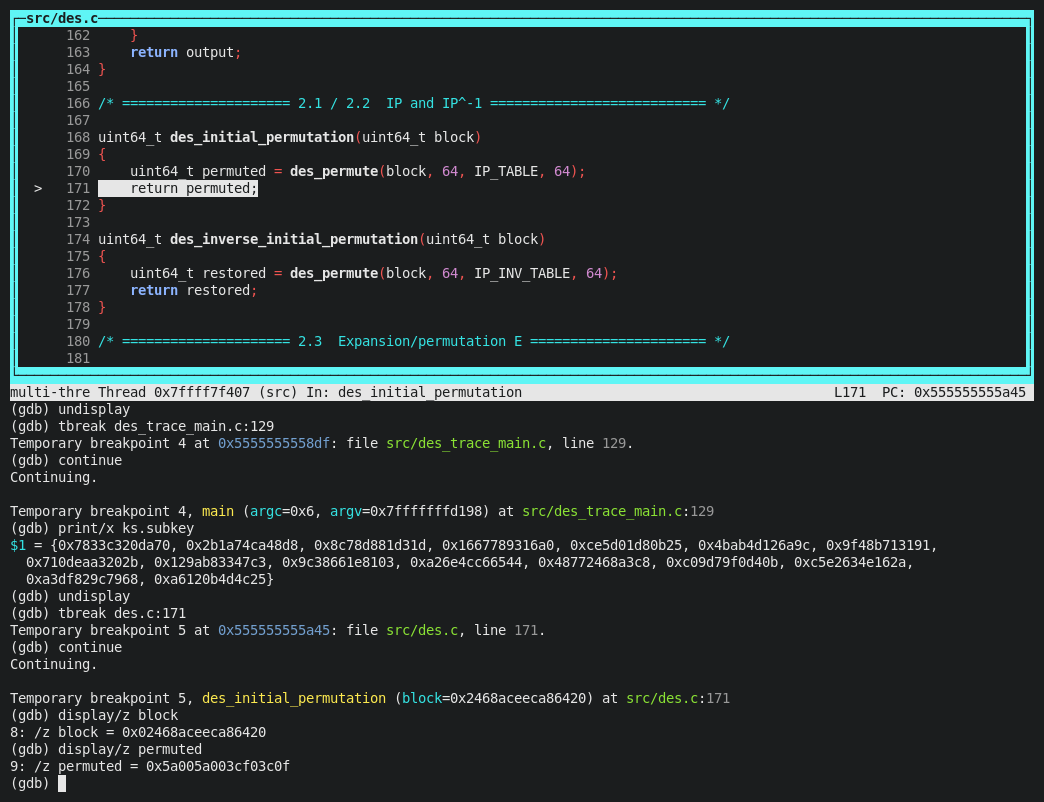 src/des.c
162     }
163     return output;
164 }
165
166 /* ===================== 2.1 / 2.2  IP and IP^-1 =========================== */
167
168 uint64_t des_initial_permutation(uint64_t block)
169 {
170     uint64_t permuted = des_permute(block, 64, IP_TABLE, 64);
>   171     return permuted;
172 }
173
174 uint64_t des_inverse_initial_permutation(uint64_t block)
175 {
176     uint64_t restored = des_permute(block, 64, IP_INV_TABLE, 64);
177     return restored;
178 }
179
180 /* ===================== 2.3  Expansion/permutation E ====================== */
181
multi-thre Thread 0x7ffff7f407 (src) In: des_initial_permutation                                       L171  PC: 0x555555555a45
(gdb) undisplay
(gdb) tbreak des_trace_main.c:129
Temporary breakpoint 4 at 0x5555555558df: file src/des_trace_main.c, line 129.
(gdb) continue
Continuing.

Temporary breakpoint 4, main (argc=0x6, argv=0x7fffffffd198) at src/des_trace_main.c:129
(gdb) print/x ks.subkey
$1 = {0x7833c320da70, 0x2b1a74ca48d8, 0x8c78d881d31d, 0x1667789316a0, 0xce5d01d80b25, 0x4bab4d126a9c, 0x9f48b713191,
  0x710deaa3202b, 0x129ab83347c3, 0x9c38661e8103, 0xa26e4cc66544, 0x48772468a3c8, 0xc09d79f0d40b, 0xc5e2634e162a,
  0xa3df829c7968, 0xa6120b4d4c25}
(gdb) undisplay
(gdb) tbreak des.c:171
Temporary breakpoint 5 at 0x555555555a45: file src/des.c, line 171.
(gdb) continue
Continuing.

Temporary breakpoint 5, des_initial_permutation (block=0x2468aceeca86420) at src/des.c:171
(gdb) display/z block
8: /z block = 0x02468aceeca86420
(gdb) display/z permuted
9: /z permuted = 0x5a005a003cf03c0f
(gdb)